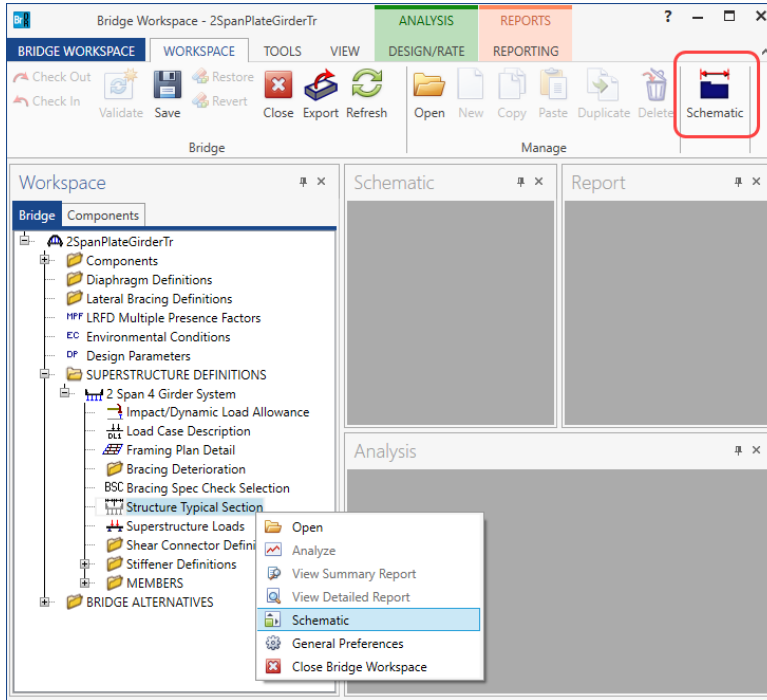 Br
Bridge Workspace - 2SpanPlateGirderTr
ANALYSIS
REPORTS
?
BRIDGE WORKSPACE
WORKSPACE
TOOLS
VIEW
DESIGN/RATE
REPORTING
Check Out
Check In
Validate
Save
Restore
Revert
Close
Export
Refresh
Open
New
Copy
Paste
Duplicate
Delete
Schematic
Bridge
Manage
Workspace
Bridge
Components
2SpanPlateGirderTr
Components
Diaphragm Definitions
Lateral Bracing Definitions
MPF LRFD Multiple Presence Factors
EC Environmental Conditions
DP Design Parameters
SUPERSTRUCTURE DEFINITIONS
2 Span 4 Girder System
Impact/Dynamic Load Allowance
DL1 Load Case Description
Framing Plan Detail
Bracing Deterioration
BSC Bracing Spec Check Selection
Structure Typical Section
Superstructure Loads
Shear Connector Defini
Stiffener Definitions
MEMBERS
BRIDGE ALTERNATIVES
Open
Analyze
View Summary Report
View Detailed Report
Schematic
General Preferences
Close Bridge Workspace
Schematic
Report
Analysis